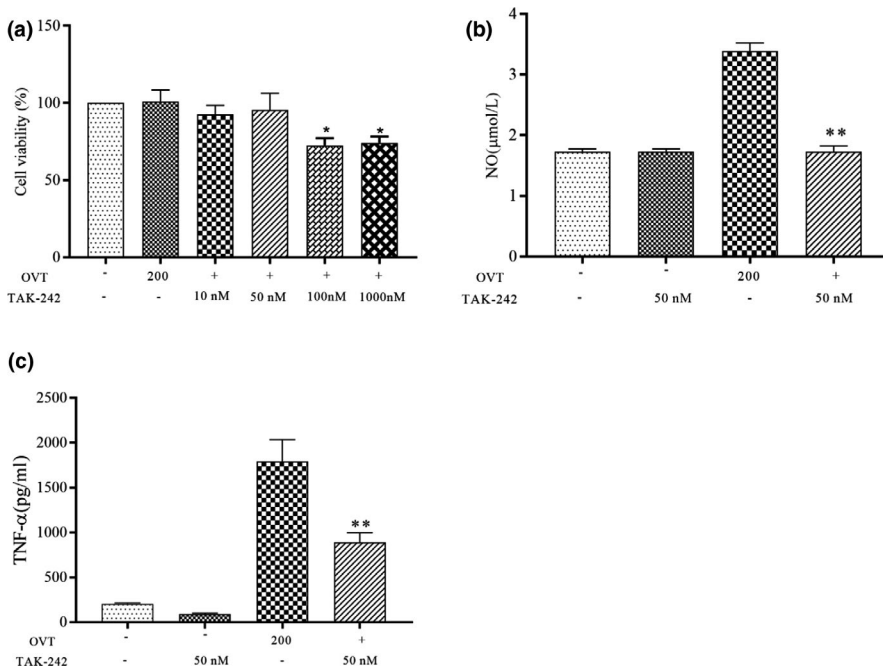 (a)
150
100
50
0
Cell viability (%)
* *
OVT - 200 + + + +
TAK-242 - - 10 nM 50 nM 100nM 1000nM
(b)
4
3
2
1
0
NO(μmol/L)
**
OVT - - 200 +
TAK-242 - 50 nM - 50 nM
(c)
2500
2000
1500
1000
500
0
TNF-α(pg/ml)
**
OVT - - 200 +
TAK-242 - 50 nM - 50 nM